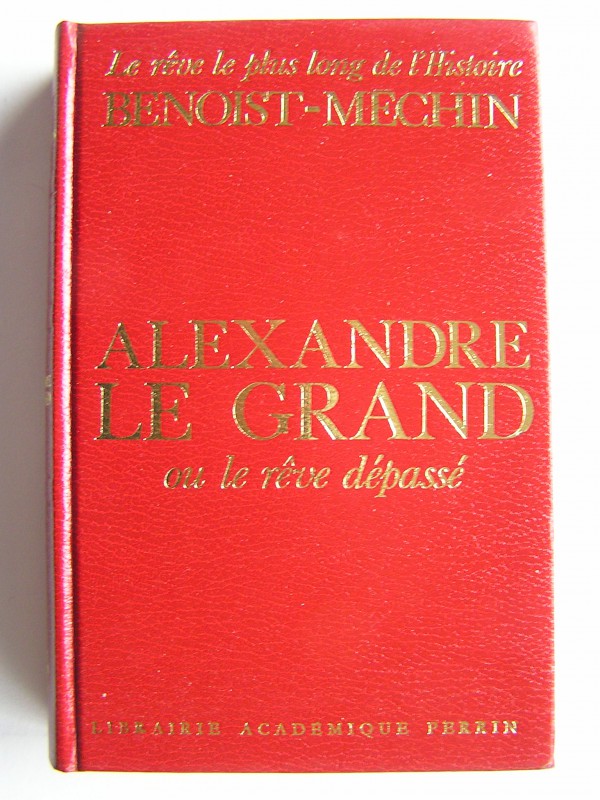 Le rêve le plus long de l'Histoire
BENOIST-MÉCHIN
ALEXANDRE
LE GRAND
ou le rêve dépassé
LIBRAIRIE ACADÉMIQUE PERRIN